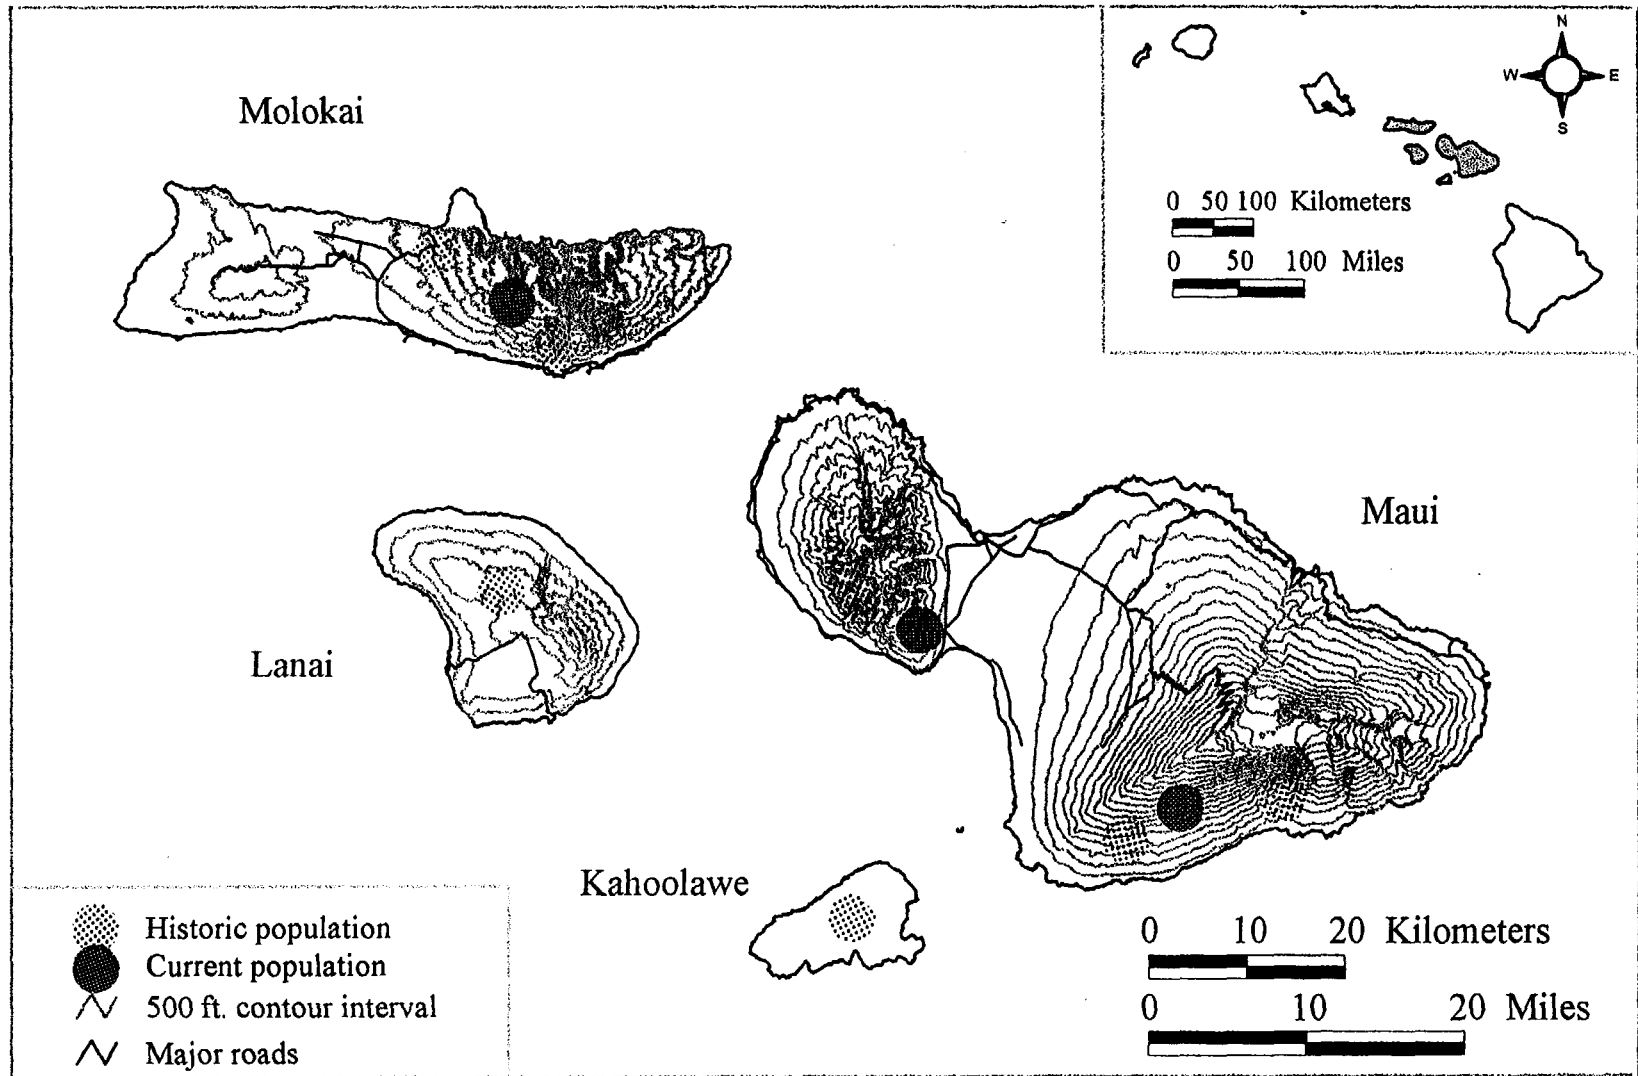 Molokai
N
W E
S
0 50 100 Kilometers
0 50 100 Miles
Maui
Lanai
Kahoolawe
Historic population
Current population
500 ft. contour interval
Major roads
0 10 20 Kilometers
0 10 20 Miles